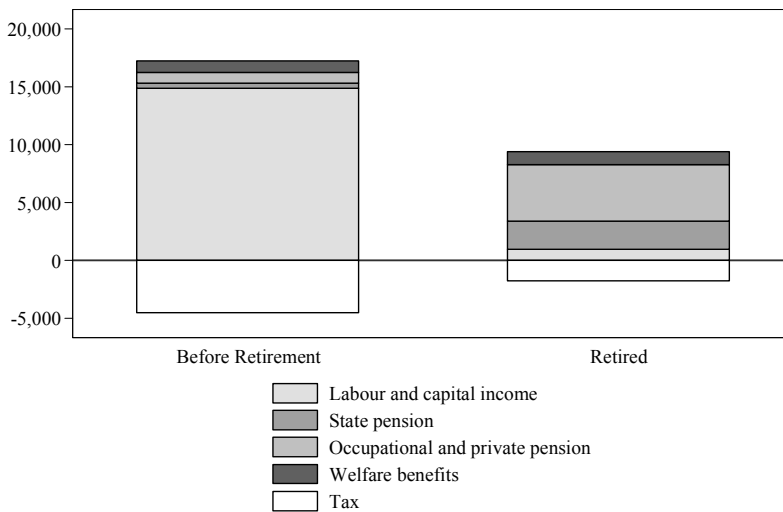 20,000
15,000
10,000
5,000
0
-5,000
Before Retirement Retired
Labour and capital income
State pension
Occupational and private pension
Welfare benefits
Tax